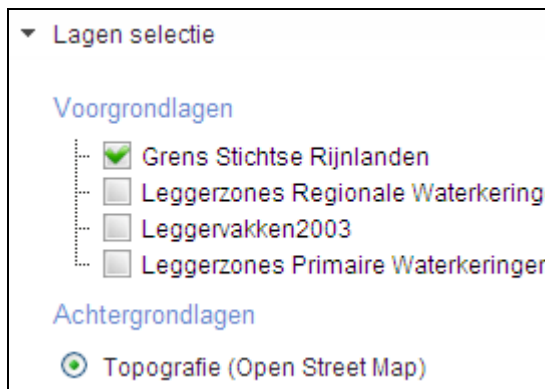 Lagen selectie
Voorgrondlagen
Grens Stichtse Rijnlanden
Leggerzones Regionale Waterkering
Leggervakken2003
Leggerzones Primaire Waterkeringen
Achtergrondlagen
Topografie (Open Street Map)